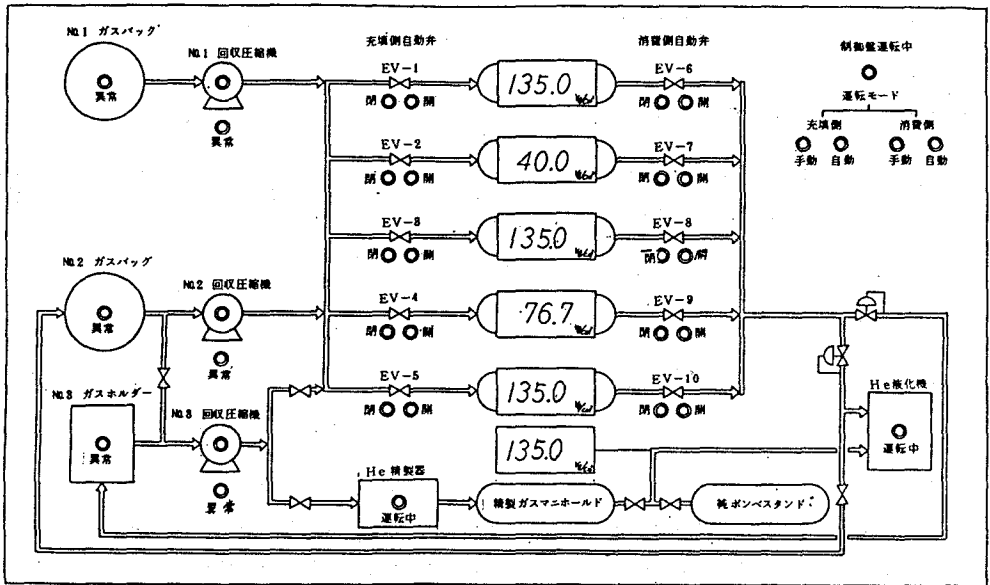 No.1 ガスバッグ
異常
No.1 回収圧縮機
異常
充填側自動弁
消費側自動弁
EV-1
閉 開
135.0
EV-6
閉 開
EV-2
閉 開
40.0
EV-7
閉 開
EV-3
閉 開
135.0
EV-8
閉 開
EV-4
閉 開
76.7
EV-9
閉 開
EV-5
閉 開
135.0
EV-10
閉 開
制御盤運転中
運転モード
充填側 消費側
手動 自動 手動 自動
No.2 ガスバッグ
異常
No.2 回収圧縮機
異常
No.3 ガスホルダー
異常
No.3 回収圧縮機
異常
135.0
He 精製器
運転中
精製ガスマニホールド
純ボンベスタンド
He液化機
運転中